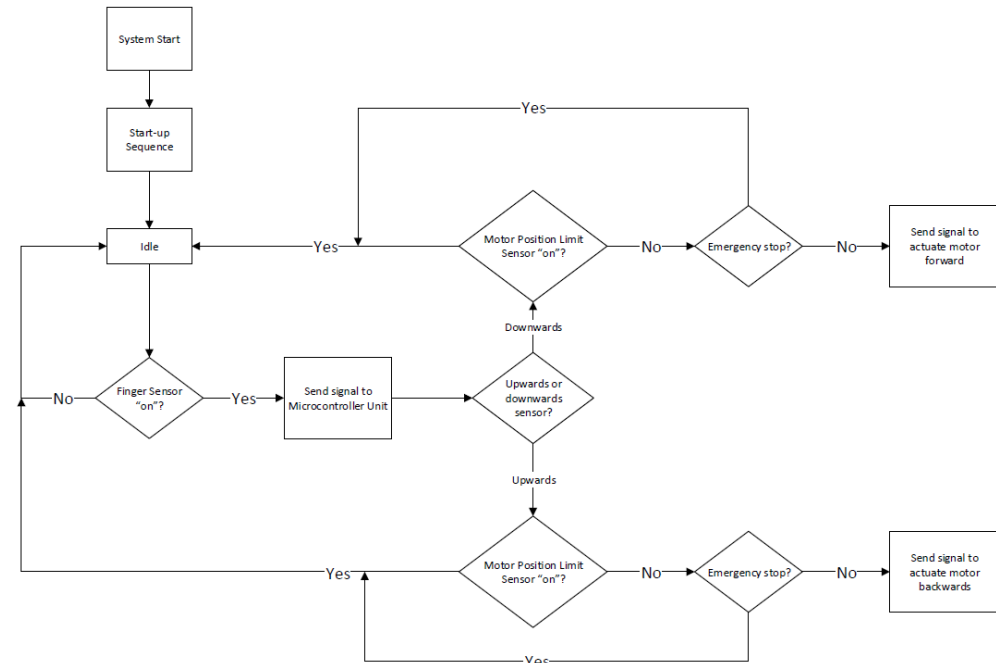 System Start
Start-up
Sequence
Idle
Finger Sensor
“on”?
No
Yes
Send signal to
Microcontroller Unit
Upwards or
downwards
sensor?
Downwards
Motor Position Limit
Sensor “on”?
Yes
No
Emergency stop?
Yes
No
Send signal to
actuate motor
forward
Upwards
Motor Position Limit
Sensor “on”?
Yes
No
Emergency stop?
Yes
No
Send signal to
actuate motor
backwards